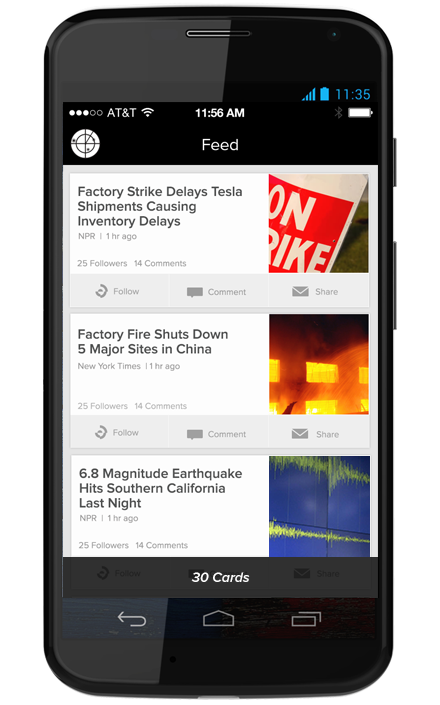 11:35
AT&T
11:56 AM
Feed
Factory Strike Delays Tesla
Shipments Causing
Inventory Delays
NPR | 1 hr ago
25 Followers 14 Comments
ON
RIKE
Follow
Comment
Share
Factory Fire Shuts Down
5 Major Sites in China
New York Times | 1 hr ago
25 Followers 14 Comments
Follow
Comment
Share
6.8 Magnitude Earthquake
Hits Southern California
Last Night
NPR | 1 hr ago
25 Followers 14 Comments
Follow
Share
30 Cards